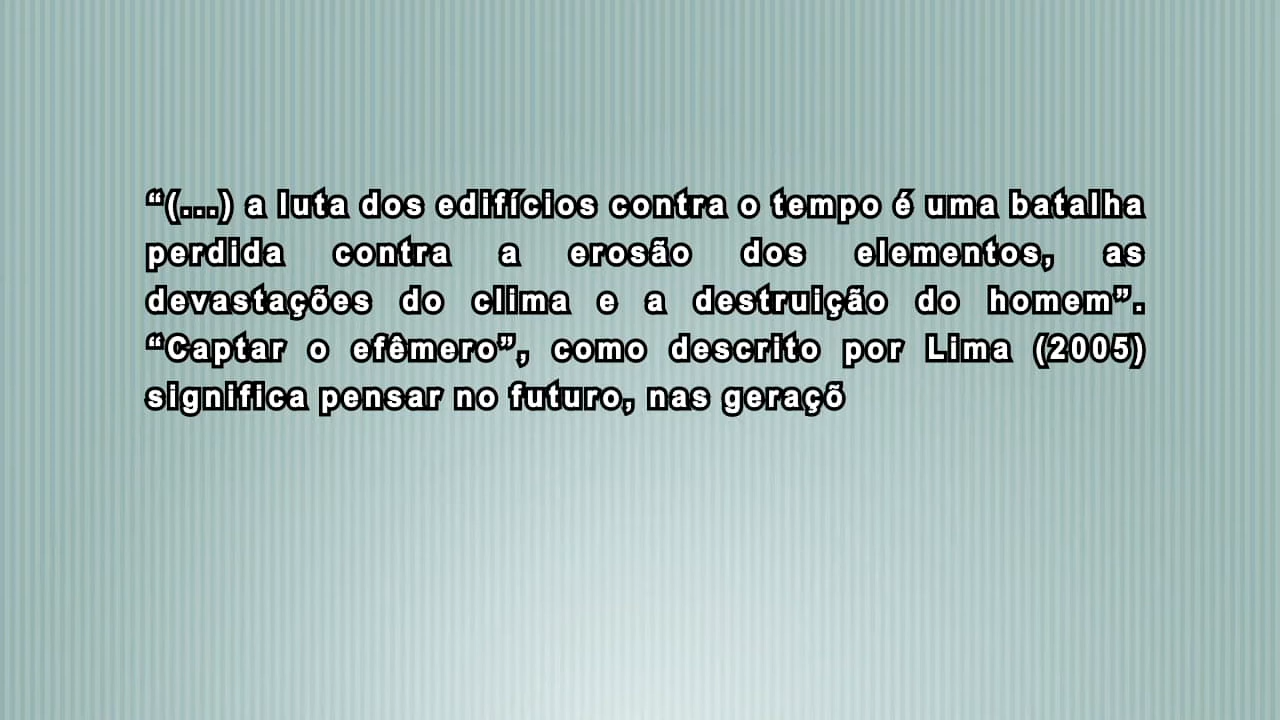 “(...) a luta dos edifícios contra o tempo é uma batalha
perdida contra a erosão dos elementos, as
devastações do clima e a destruição do homem”.
“Captar o efêmero”, como descrito por Lima (2005)
significa pensar no futuro, nas geraçõ